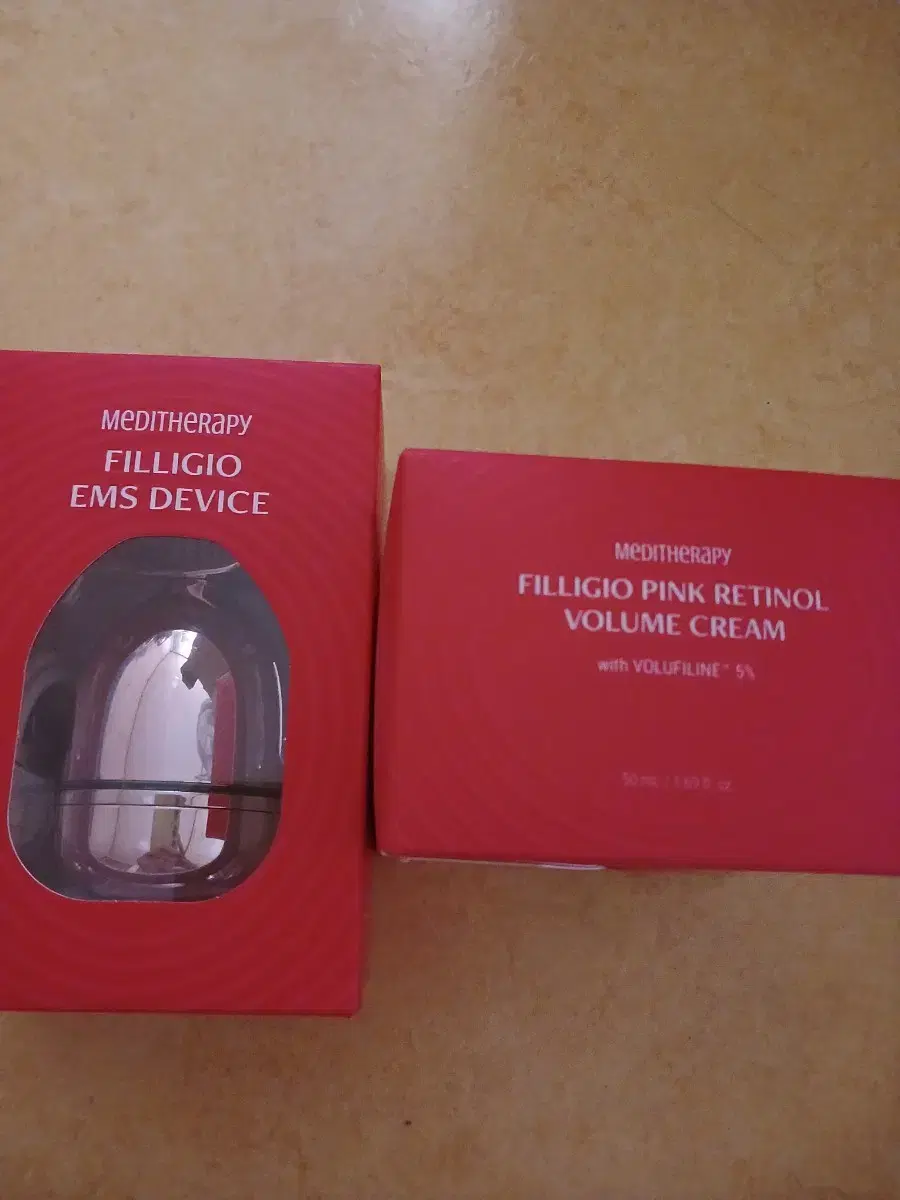 MEDITHERAPY
FILLIGIO
EMS DEVICE
MEDITHERAPY
FILLIGIO PINK RETINOL
VOLUME CREAM
with VOLUFILINE™ 5%
50 mL / 1.69 fl. oz